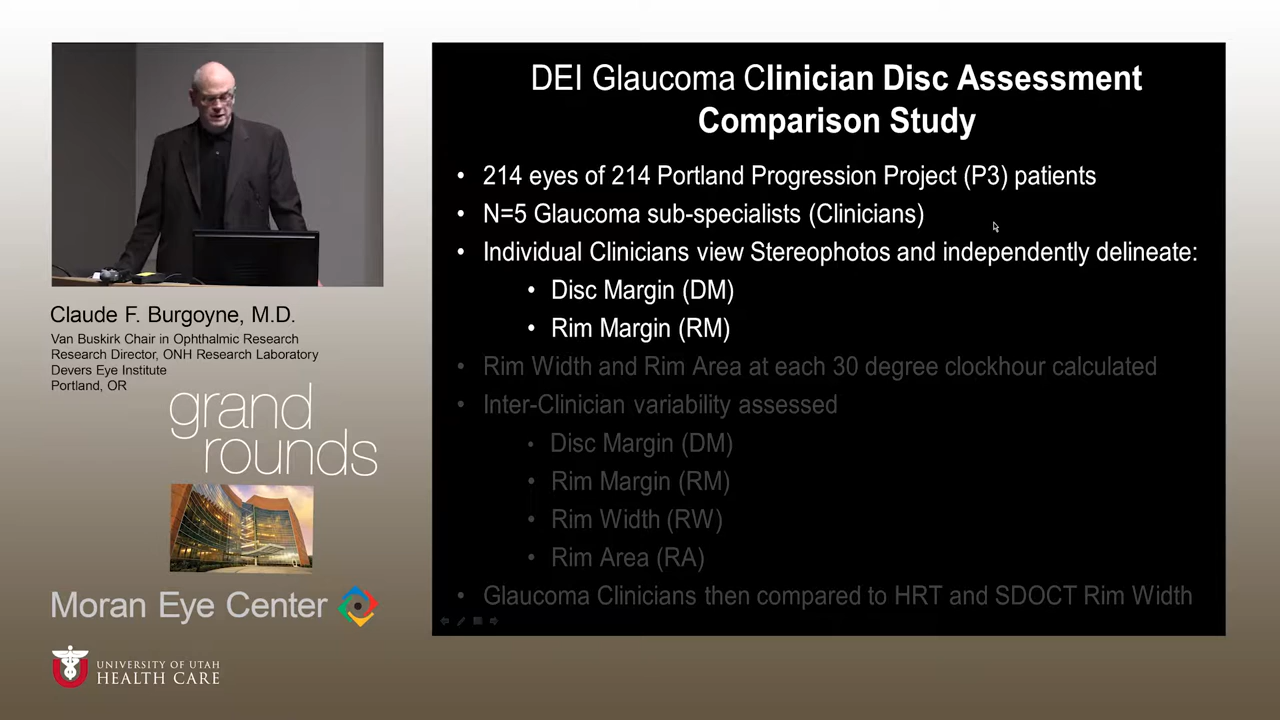 DEI Glaucoma Clinician Disc Assessment
Comparison Study
• 214 eyes of 214 Portland Progression Project (P3) patients
• N=5 Glaucoma sub-specialists (Clinicians)
• Individual Clinicians view Stereophotos and independently delineate:
• Disc Margin (DM)
• Rim Margin (RM)
• Rim Width and Rim Area at each 30 degree clockhour calculated
• Inter-Clinician variability assessed
• Disc Margin (DM)
• Rim Margin (RM)
• Rim Width (RW)
• Rim Area (RA)
• Glaucoma Clinicians then compared to HRT and SDOCT Rim Width
Claude F. Burgoyne, M.D.
Van Buskirk Chair in Ophthalmic Research
Research Director, ONH Research Laboratory
Devers Eye Institute
Portland, OR
grand
rounds
Moran Eye Center
UNIVERSITY OF UTAH
HEALTH CARE